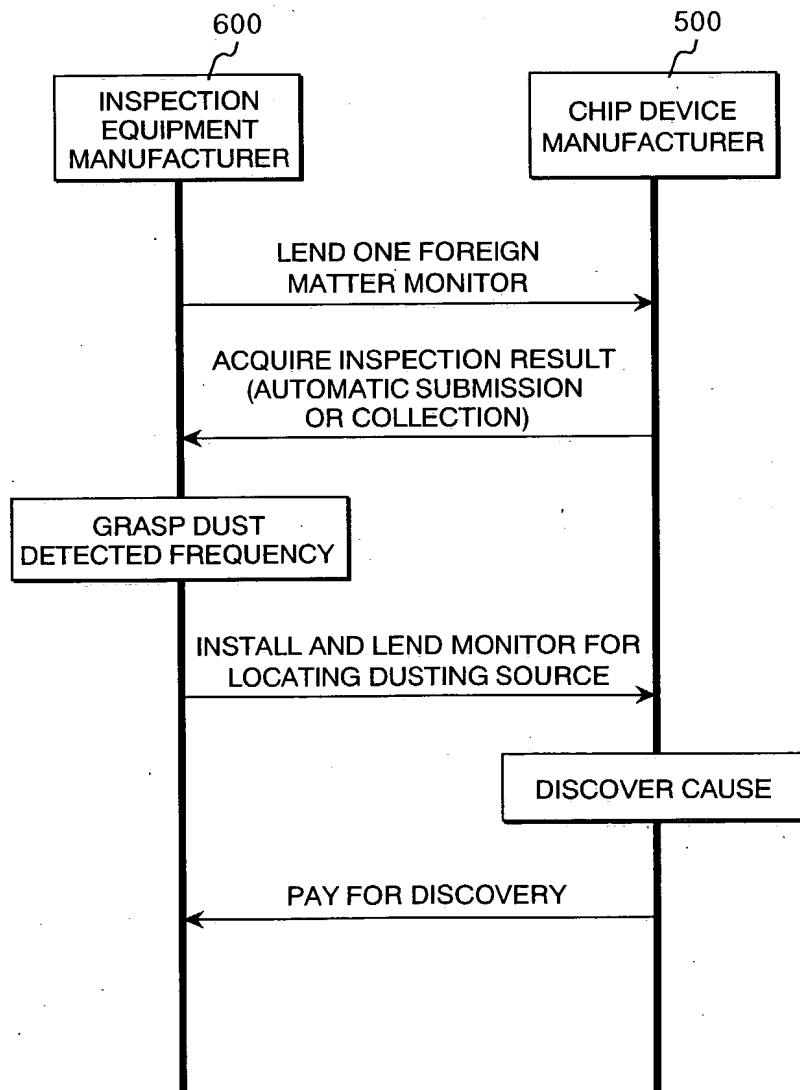 600
500
INSPECTION
EQUIPMENT
MANUFACTURER
CHIP DEVICE
MANUFACTURER
LEND ONE FOREIGN
MATTER MONITOR
ACQUIRE INSPECTION RESULT
(AUTOMATIC SUBMISSION
OR COLLECTION)
GRASP DUST
DETECTED FREQUENCY
INSTALL AND LEND MONITOR FOR
LOCATING DUSTING SOURCE
DISCOVER CAUSE
PAY FOR DISCOVERY